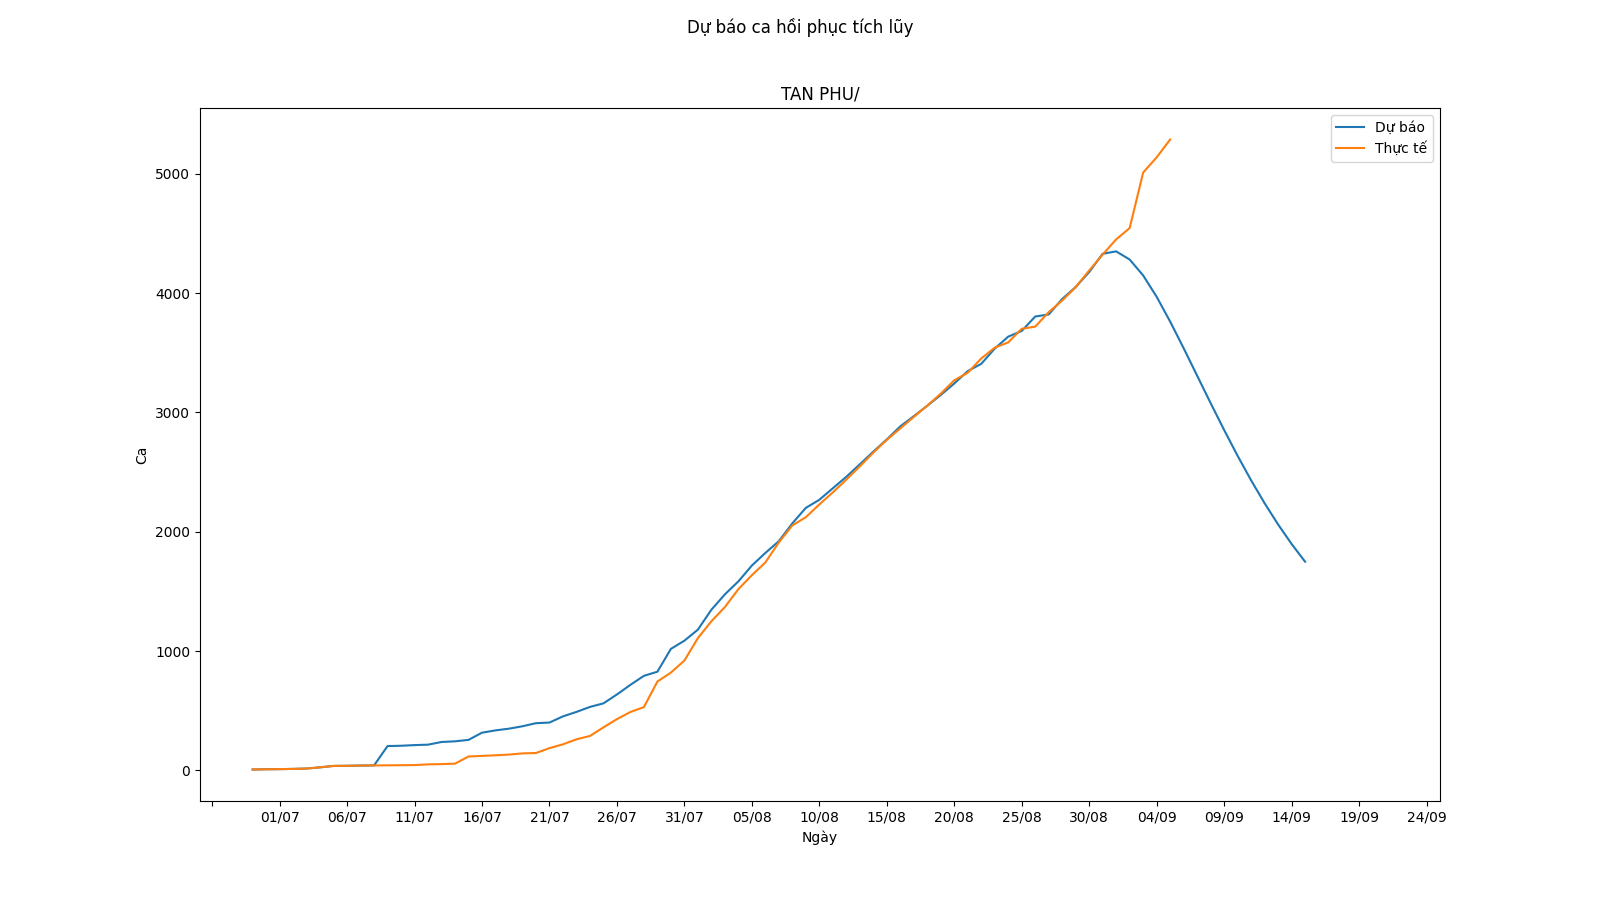 Dự báo ca hồi phục tích lũy
TAN PHU/
Dự báo
Thực tế
5000
4000
3000
2000
1000
0
Ca
01/07 06/07 11/07 16/07 21/07 26/07 31/07 05/08 10/08 15/08 20/08 25/08 30/08 04/09 09/09 14/09 19/09 24/09
Ngày